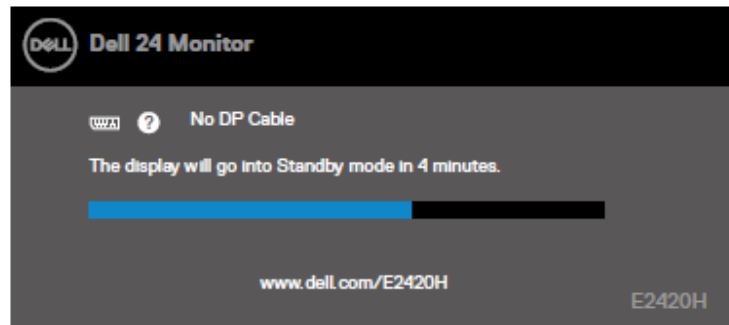 DELL Dell 24 Monitor
? No DP Cable
The display will go into Standby mode in 4 minutes.
www.dell.com/E2420H
E2420H